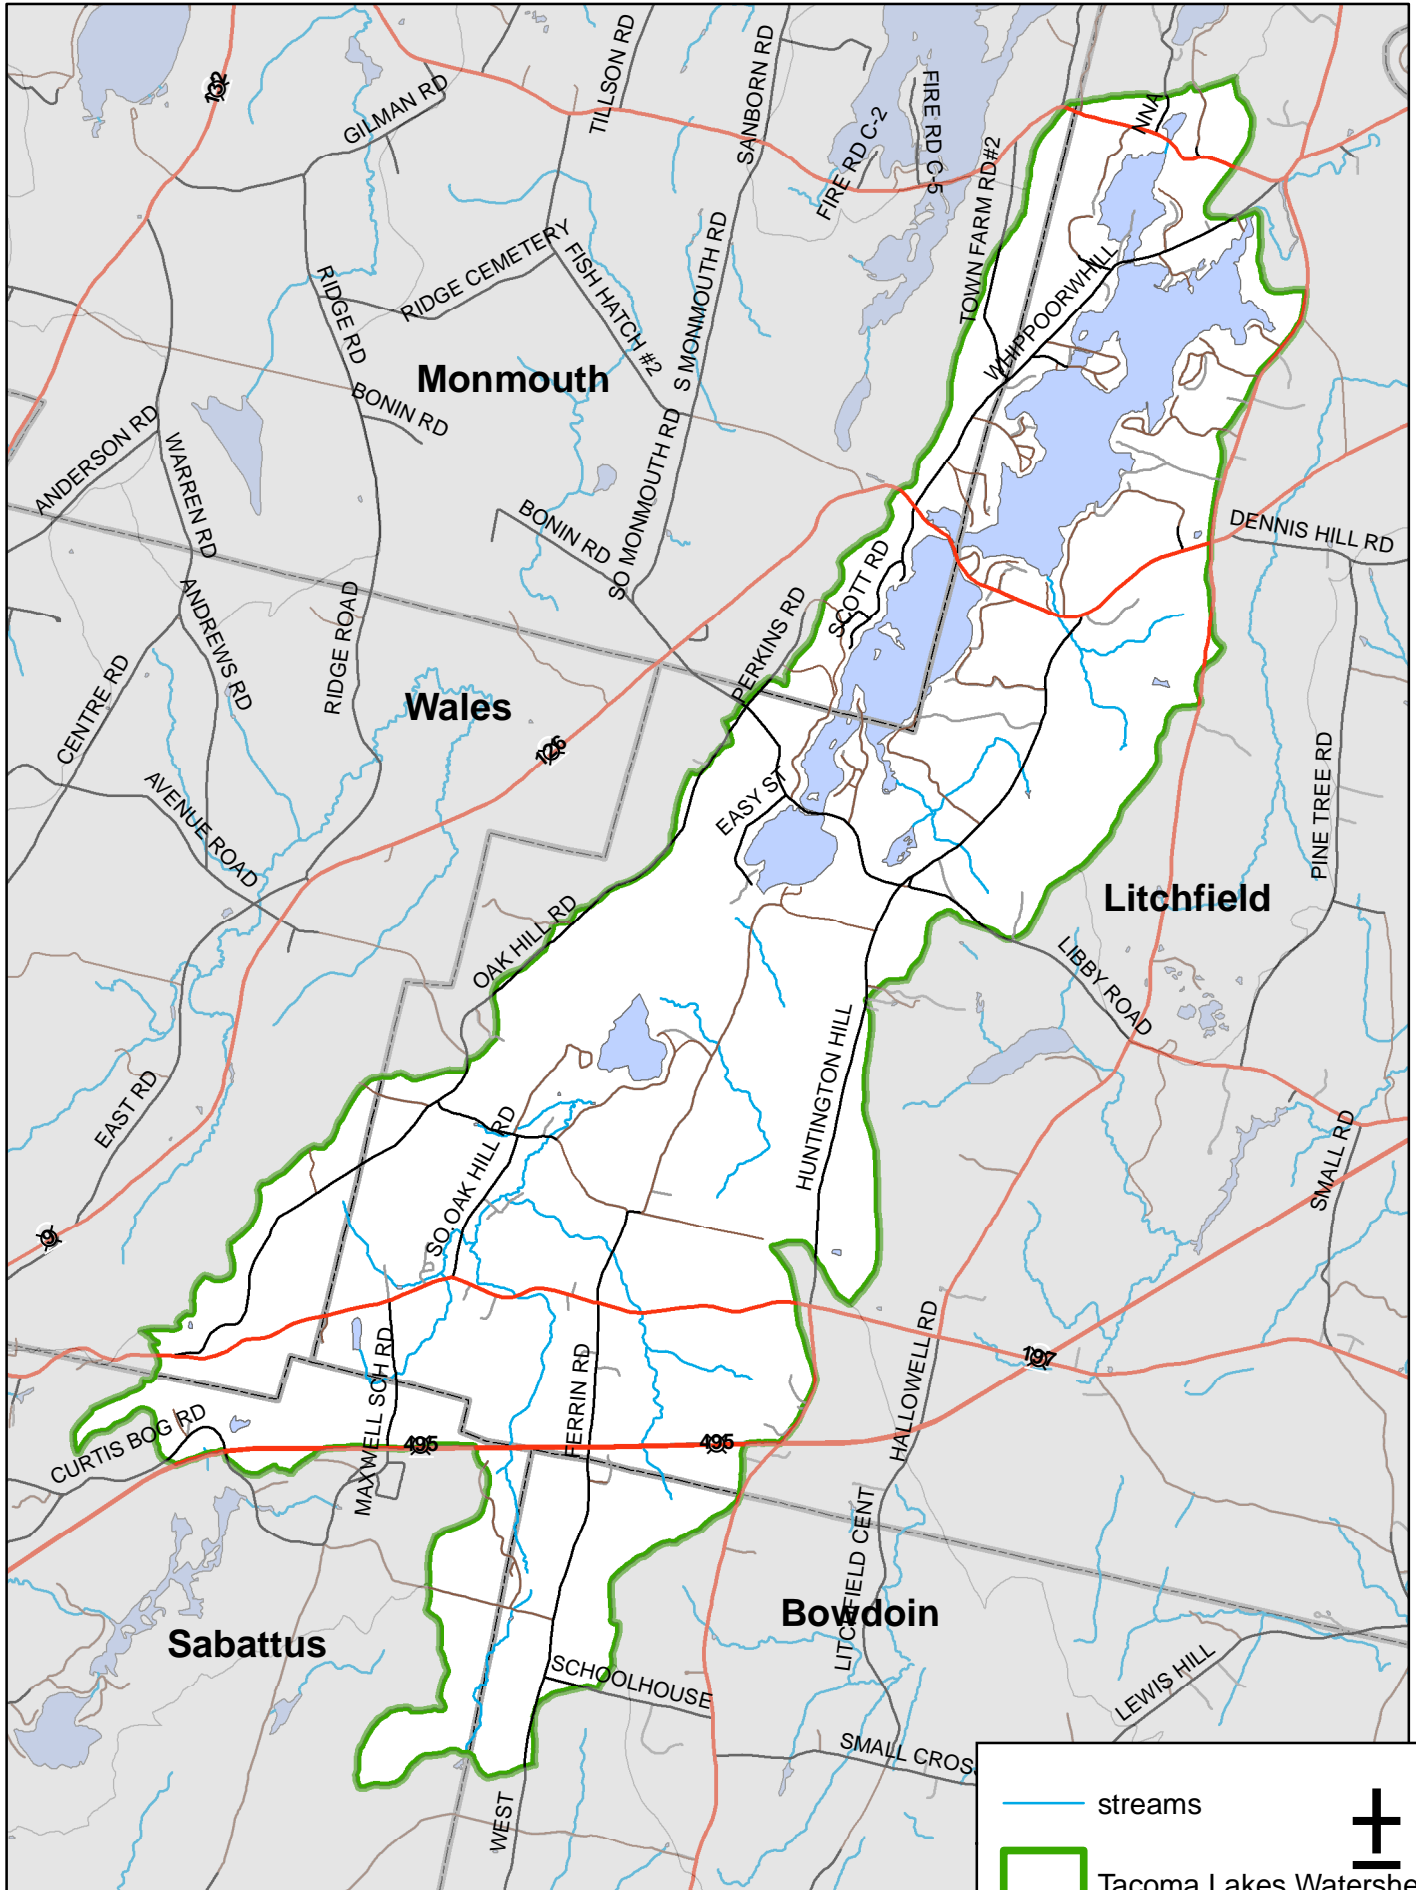 132
GILMAN RD
TILLSON RD
SANBORN RD
FIRE RD C-2
FIRE RD C-5
TOWN FARM RD#2
NNA
RIDGE CEMETERY
FISH HATCH #2
S MONMOUTH RD
RIDGE RD
WHIPPOORWHILL
Monmouth
BONIN RD
ANDERSON RD
WARREN RD
BONIN RD
SO MONMOUTH RD
DENNIS HILL RD
SCOTT RD
ANDREWS RD
RIDGE ROAD
PERKINS RD
CENTRE RD
Wales
126
AVENUE ROAD
EASY ST
PINE TREE RD
Litchfield
OAK HILL RD
LIBBY ROAD
HUNTINGTON HILL
EAST RD
SO.OAK HILL RD
SMALL RD
9
HALLOWELL RD
197
MAXWELL SCH RD
FERRIN RD
CURTIS BOG RD
495
495
LITCHFIELD CENT
Bowdoin
Sabattus
SCHOOLHOUSE
LEWIS HILL
SMALL CROS
WEST
streams
Tacoma Lakes Watershe